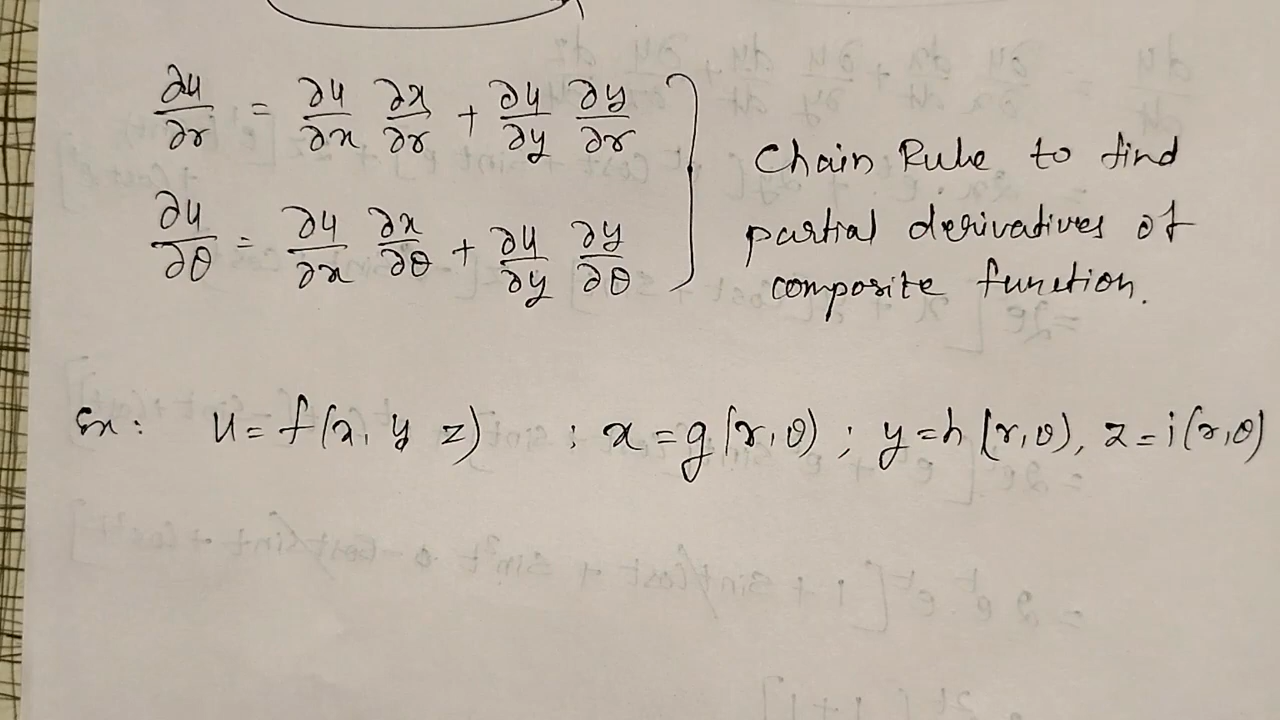 ∂u/∂r = ∂u/∂x ∂x/∂r + ∂u/∂y ∂y/∂r
∂u/∂θ = ∂u/∂x ∂x/∂θ + ∂u/∂y ∂y/∂θ
Chain Rule to find
partial derivatives of
composite function.
Ex: u = f(x, y z) ; x = g(r,θ) ; y = h(r,θ), z = i(r,θ)